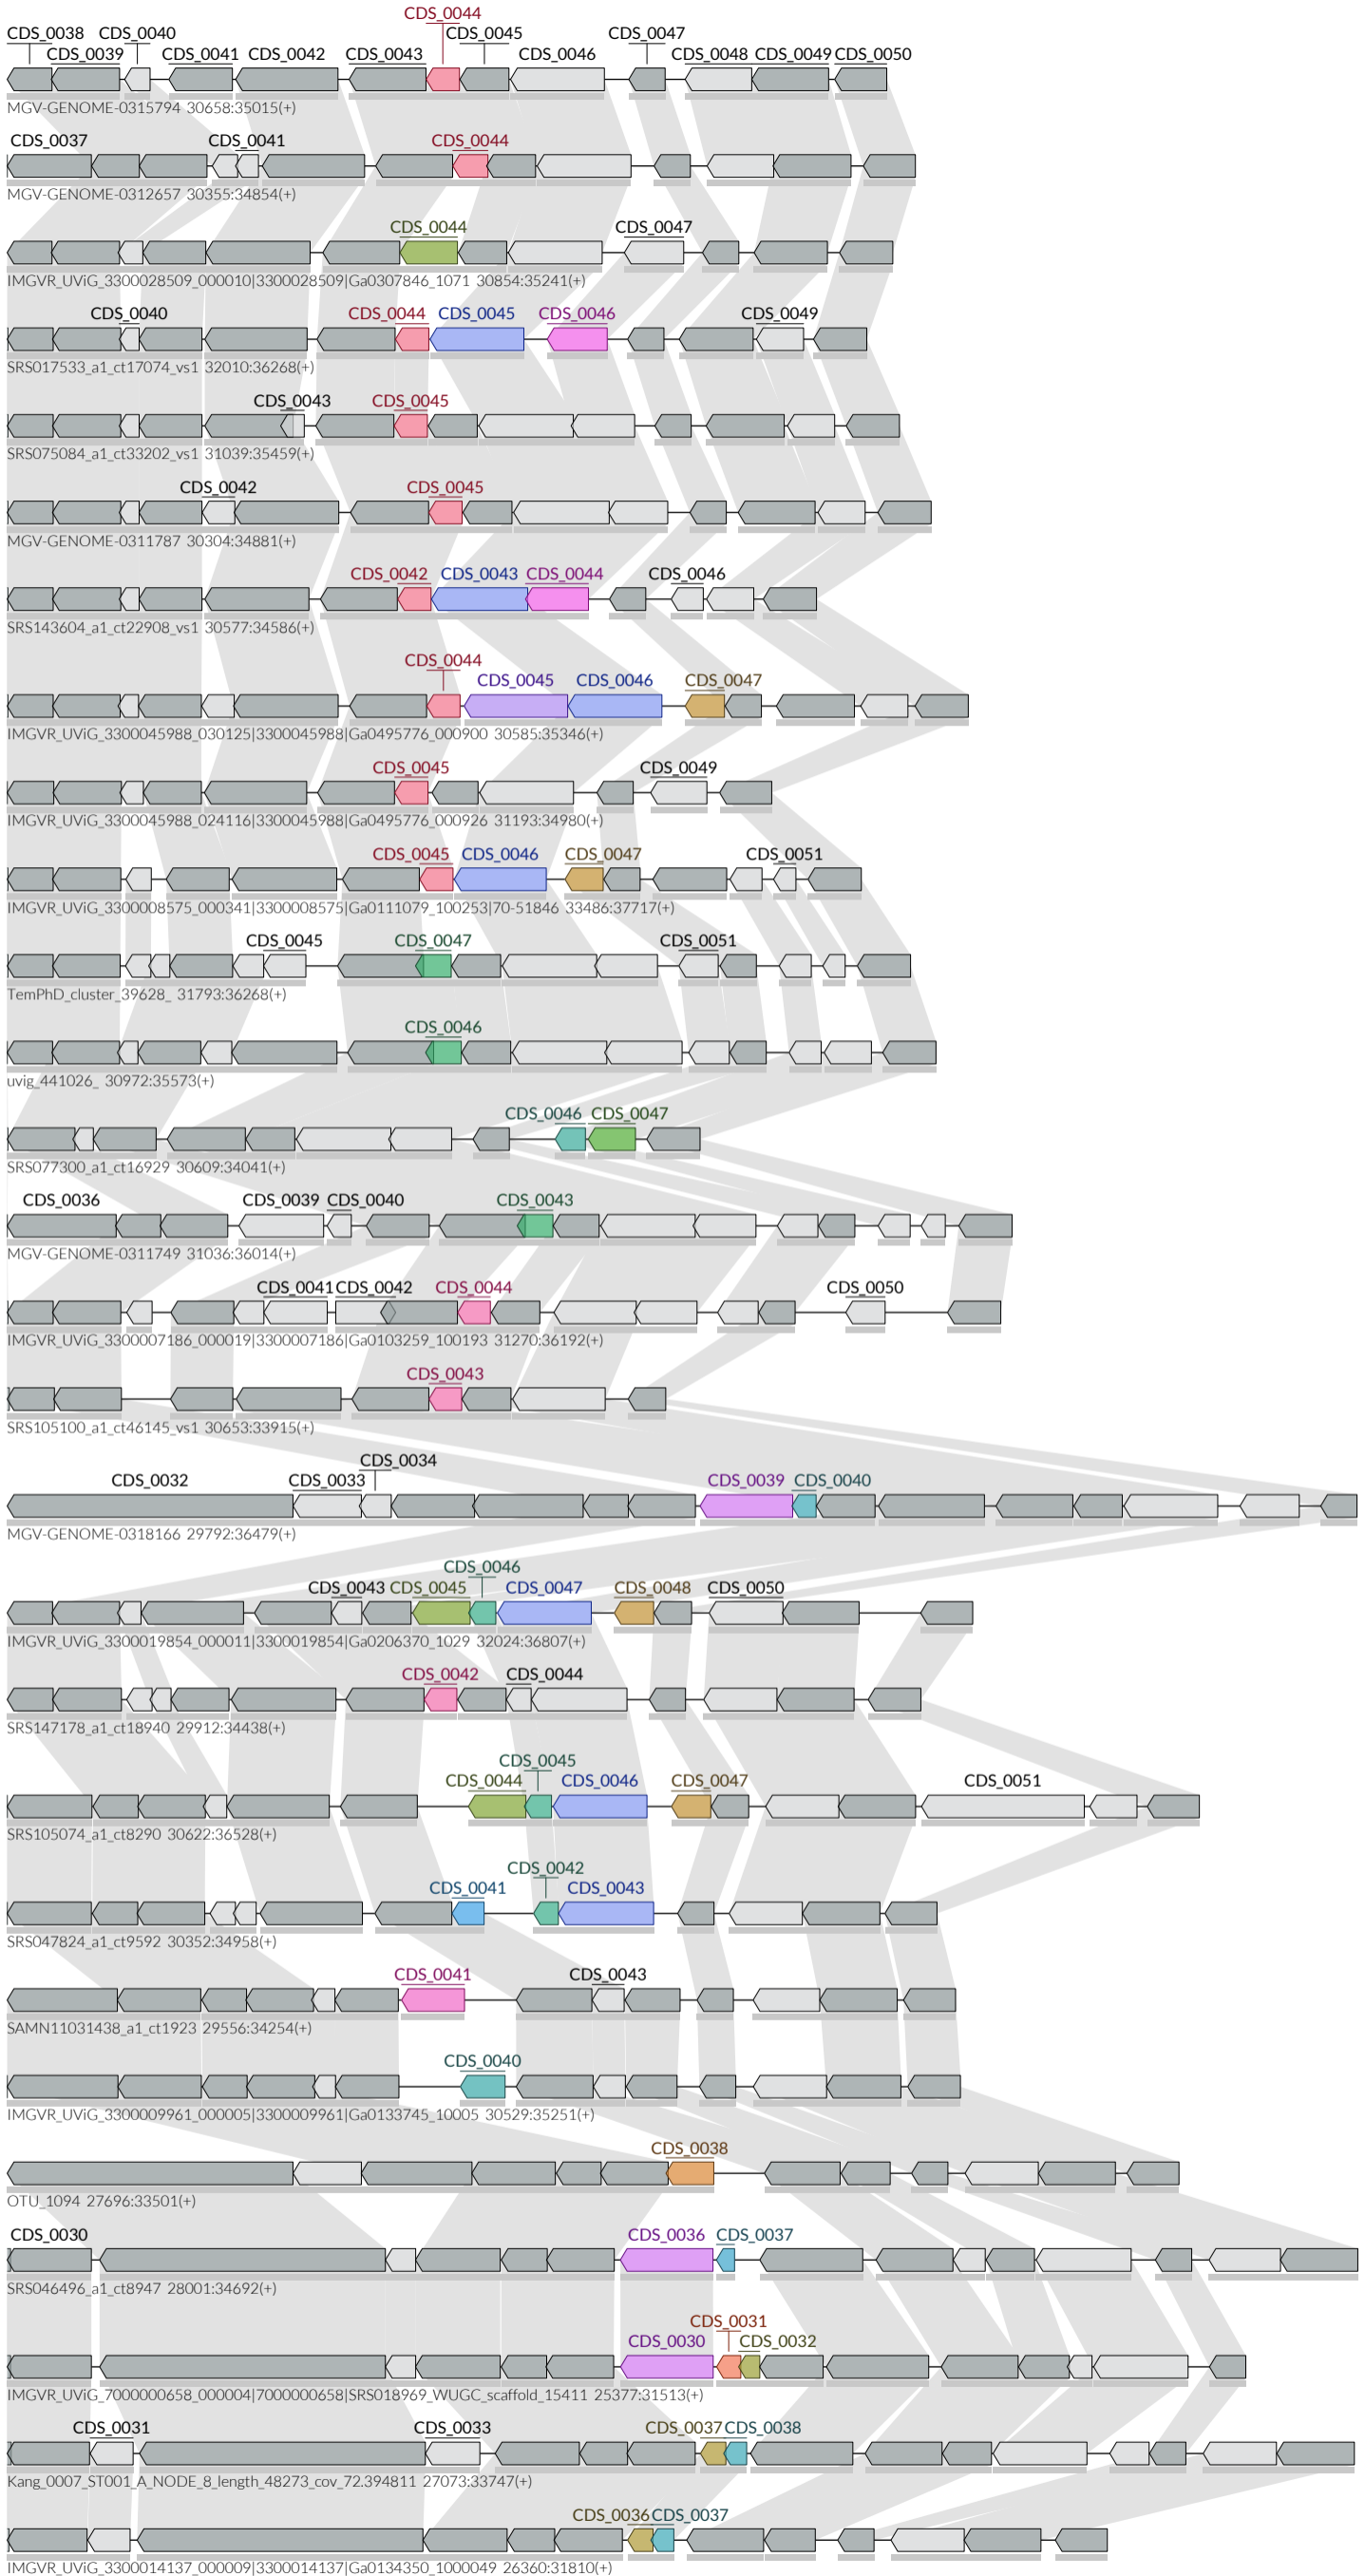 CDS_0044
CDS_0038 CDS_0040 CDS_0045 CDS_0047
CDS_0039 CDS_0041 CDS_0042 CDS_0043 CDS_0046 CDS_0048 CDS_0049 CDS_0050
MGV-GENOME-0315794 30658:35015(+)
CDS_0037 CDS_0041 CDS_0044
MGV-GENOME-0312657 30355:34854(+)
CDS_0044 CDS_0047
IMGVR_UViG_3300028509_000010|3300028509|Ga0307846_1071 30854:35241(+)
CDS_0040 CDS_0044 CDS_0045 CDS_0046 CDS_0049
SRS017533_a1_ct17074_vs1 32010:36268(+)
CDS_0043 CDS_0045
SRS075084_a1_ct33202_vs1 31039:35459(+)
CDS_0042 CDS_0045
MGV-GENOME-0311787 30304:34881(+)
CDS_0042 CDS_0043 CDS_0044 CDS_0046
SRS143604_a1_ct22908_vs1 30577:34586(+)
CDS_0044
CDS_0045 CDS_0046 CDS_0047
IMGVR_UViG_3300045988_030125|3300045988|Ga0495776_000900 30585:35346(+)
CDS_0045 CDS_0049
IMGVR_UViG_3300045988_024116|3300045988|Ga0495776_000926 31193:34980(+)
CDS_0045 CDS_0046 CDS_0047 CDS_0051
IMGVR_UViG_3300008575_000341|3300008575|Ga0111079_100253|70-51846 33486:37717(+)
CDS_0045 CDS_0047 CDS_0051
TemPhD_cluster_39628_ 31793:36268(+)
CDS_0046
uvig_441026_ 30972:35573(+)
CDS_0046 CDS_0047
SRS077300_a1_ct16929 30609:34041(+)
CDS_0036 CDS_0039 CDS_0040 CDS_0043
MGV-GENOME-0311749 31036:36014(+)
CDS_0041 CDS_0042 CDS_0044 CDS_0050
IMGVR_UViG_3300007186_000019|3300007186|Ga0103259_100193 31270:36192(+)
CDS_0043
SRS105100_a1_ct46145_vs1 30653:33915(+)
CDS_0034
CDS_0032 CDS_0033 CDS_0039 CDS_0040
MGV-GENOME-0318166 29792:36479(+)
CDS_0046
CDS_0043 CDS_0045 CDS_0047 CDS_0048 CDS_0050
IMGVR_UViG_3300019854_000011|3300019854|Ga0206370_1029 32024:36807(+)
CDS_0042 CDS_0044
SRS147178_a1_ct18940 29912:34438(+)
CDS_0045
CDS_0044 CDS_0046 CDS_0047 CDS_0051
SRS105074_a1_ct8290 30622:36528(+)
CDS_0042
CDS_0041 CDS_0043
SRS047824_a1_ct9592 30352:34958(+)
CDS_0041 CDS_0043
SAMN11031438_a1_ct1923 29556:34254(+)
CDS_0040
IMGVR_UViG_3300009961_000005|3300009961|Ga0133745_10005 30529:35251(+)
CDS_0038
OTU_1094 27696:33501(+)
CDS_0030 CDS_0036 CDS_0037
SRS046496_a1_ct8947 28001:34692(+)
CDS_0031
CDS_0030 CDS_0032
IMGVR_UViG_7000000658_000004|7000000658|SRS018969_WUGC_scaffold_15411 25377:31513(+)
CDS_0031 CDS_0033 CDS_0037 CDS_0038
Kang_0007_ST001_A_NODE_8_length_48273_cov_72.394811 27073:33747(+)
CDS_0036 CDS_0037
IMGVR_UViG_3300014137_000009|3300014137|Ga0134350_1000049 26360:31810(+)